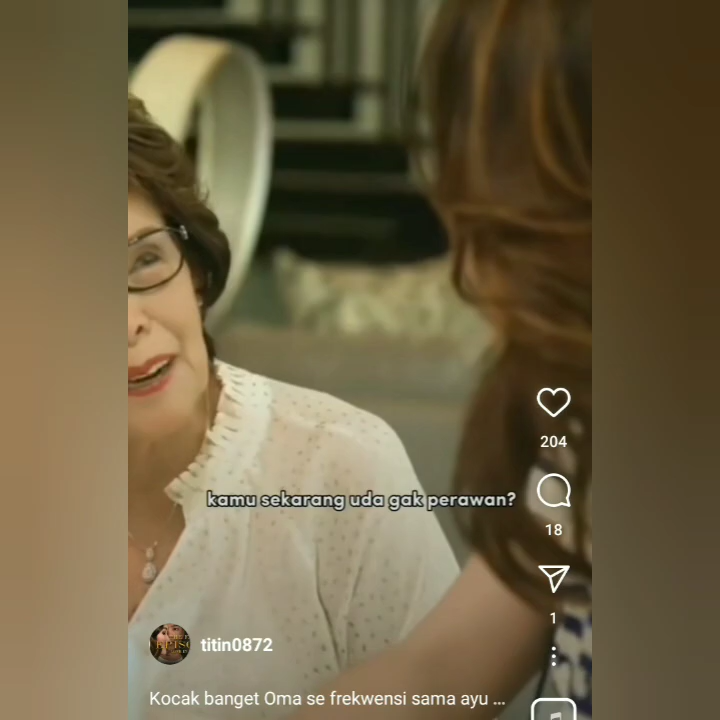 204
kamu sekarang uda gak perawan?
18
1
titin0872
Kocak banget Oma se frekwensi sama ayu ...